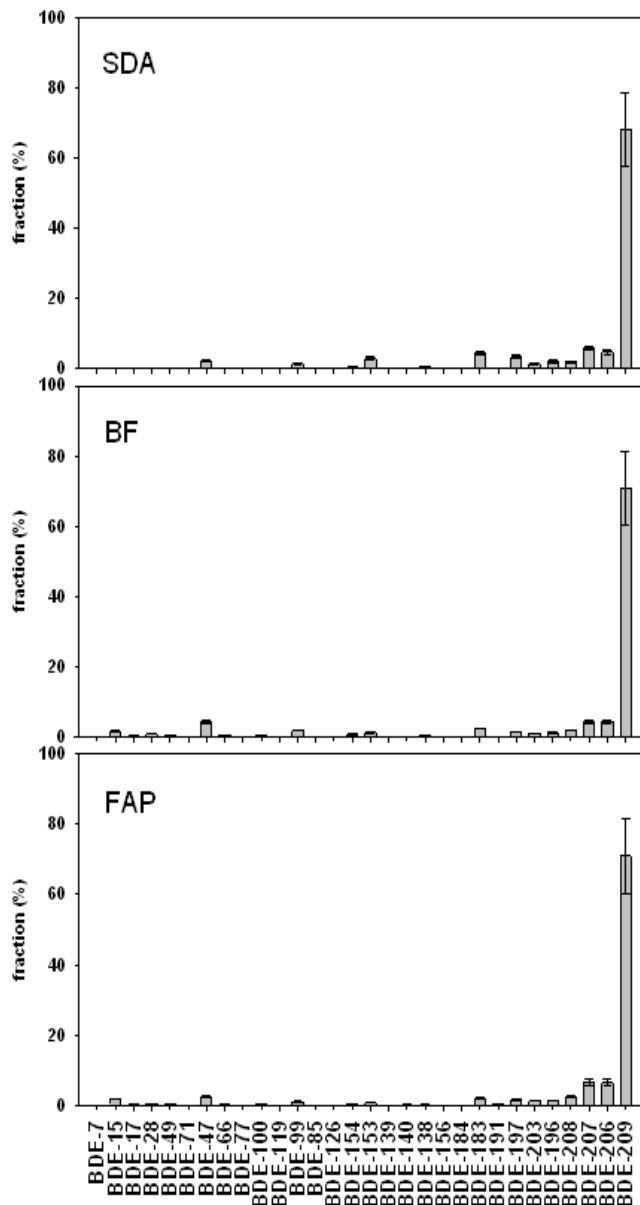 100
80
60
40
20
0
fraction (%)
SDA
100
80
60
40
20
0
fraction (%)
BF
100
80
60
40
20
0
fraction (%)
FAP
BDE-7
BDE-15
BDE-17
BDE-28
BDE-49
BDE-71
BDE-47
BDE-66
BDE-77
BDE-100
BDE-119
BDE-99
BDE-85
BDE-126
BDE-154
BDE-153
BDE-139
BDE-140
BDE-138
BDE-156
BDE-184
BDE-183
BDE-191
BDE-197
BDE-203
BDE-196
BDE-208
BDE-207
BDE-206
BDE-209